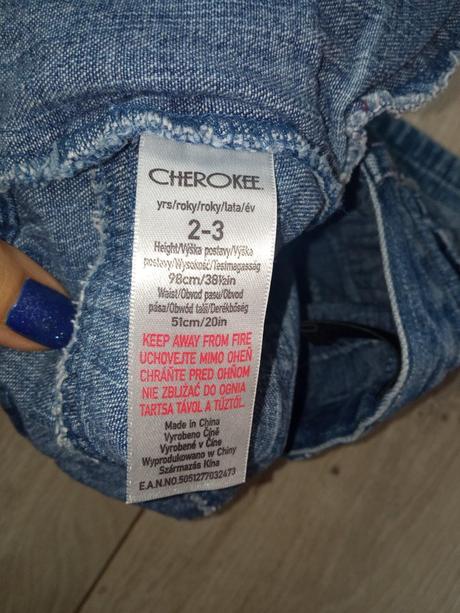 CHEROKEE.
yrs/roky/roky/lata/év
2-3
Height/Výška postavy/Výška
postavy/Wysokość/Testmagasság
98cm/38½in
Waist/Obvod pasu/Obvod
pása/Obwód talii/Derékbőség
51cm/20in
KEEP AWAY FROM FIRE
UCHOVEJTE MIMO OHEŇ
CHRÁŇTE PRED OHŇOM
NIE ZBLIŻAĆ DO OGNIA
TARTSA TÁVOL A TŰZTŐL
Made in China
Vyrobeno Číně
Vyrobené v Číne
Wyprodukowano w Chiny
Származás Kína
E.A.N.NO.5051277032473